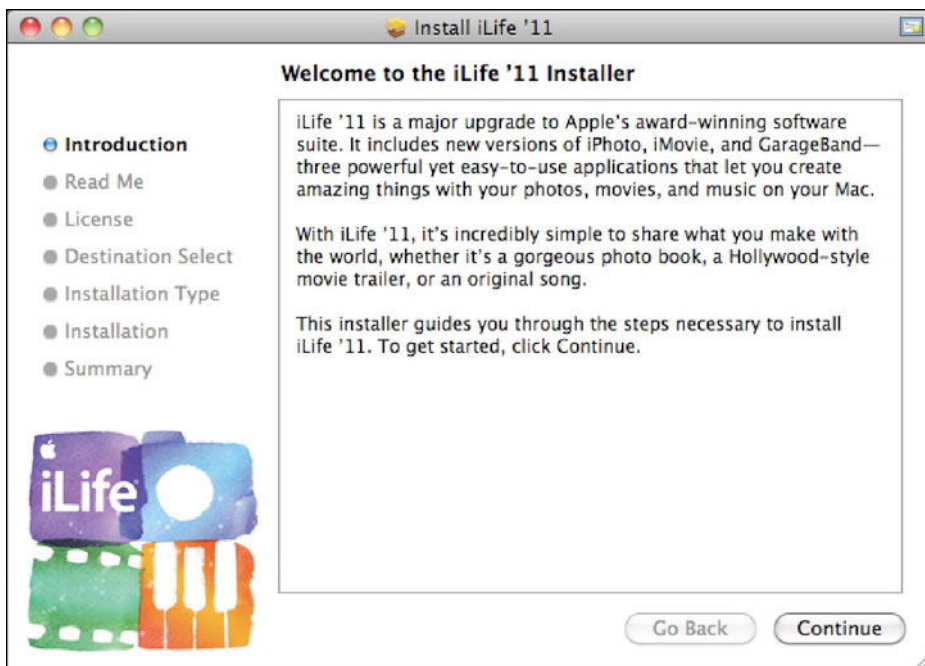 Install iLife ’11
Welcome to the iLife ’11 Installer
Introduction
Read Me
License
Destination Select
Installation Type
Installation
Summary
iLife
iLife ’11 is a major upgrade to Apple’s award-winning software
suite. It includes new versions of iPhoto, iMovie, and GarageBand—
three powerful yet easy-to-use applications that let you create
amazing things with your photos, movies, and music on your Mac.
With iLife ’11, it’s incredibly simple to share what you make with
the world, whether it’s a gorgeous photo book, a Hollywood-style
movie trailer, or an original song.
This installer guides you through the steps necessary to install
iLife ’11. To get started, click Continue.
Go Back
Continue